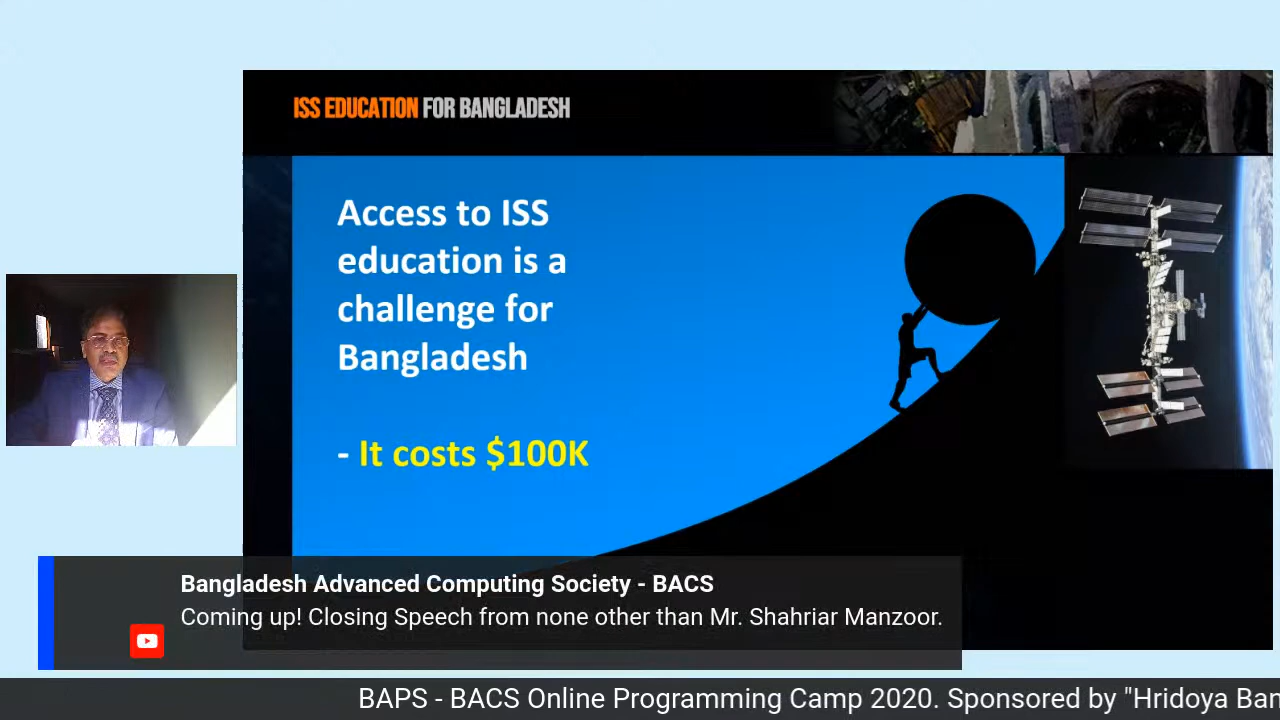 ISS EDUCATION FOR BANGLADESH
Access to ISS
education is a
challenge for
Bangladesh
- It costs $100K
Bangladesh Advanced Computing Society - BACS
Coming up! Closing Speech from none other than Mr. Shahriar Manzoor.
BAPS - BACS Online Programming Camp 2020. Sponsored by "Hridoya